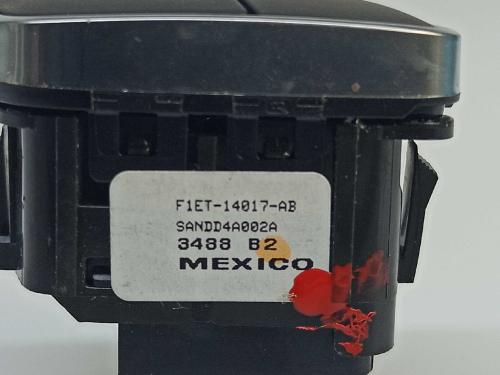 F1ET-14017-AB
SANDD4A002A
3488 B2
MEXICO